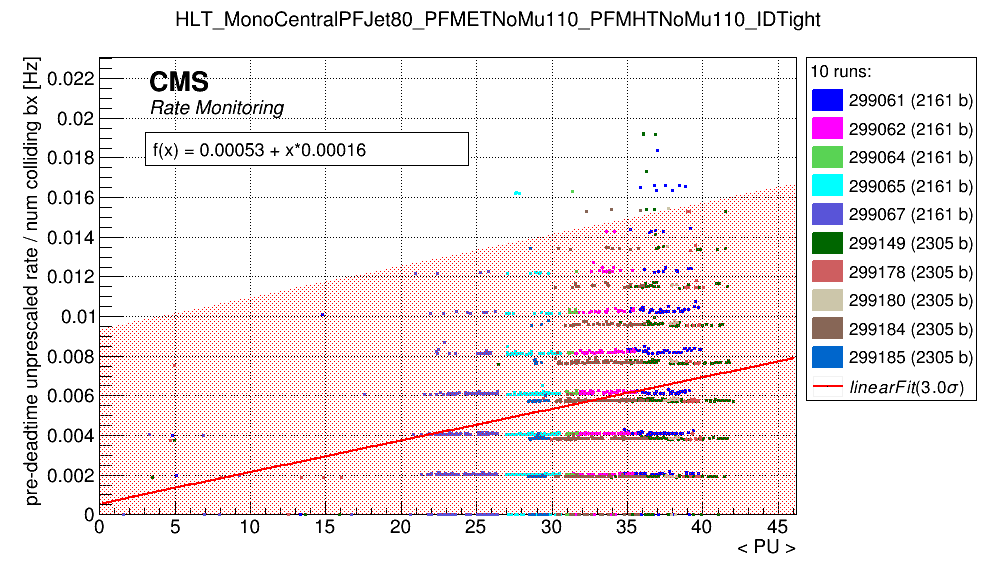 HLT_MonoCentralPFJet80_PFMETNoMu110_PFMHTNoMu110_IDTight
pre-deadtime unprescaled rate / num colliding bx [Hz]
CMS
Rate Monitoring
f(x) = 0.00053 + x*0.00016
0.022
0.02
0.018
0.016
0.014
0.012
0.01
0.008
0.006
0.004
0.002
0
0 5 10 15 20 25 30 35 40 45
< PU >
10 runs:
299061 (2161 b)
299062 (2161 b)
299064 (2161 b)
299065 (2161 b)
299067 (2161 b)
299149 (2305 b)
299178 (2305 b)
299180 (2305 b)
299184 (2305 b)
299185 (2305 b)
linearFit(3.0σ)